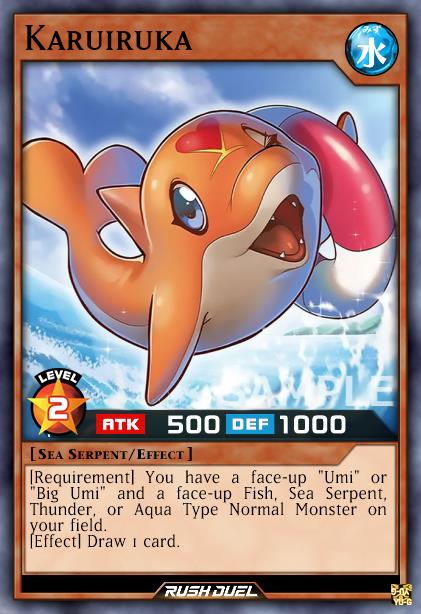 KARUIRUKA
みず
水
SAMPLE
LEVEL
2
ATK 500 DEF 1000
[SEA SERPENT/EFFECT]
[Requirement] You have a face-up "Umi" or
"Big Umi" and a face-up Fish, Sea Serpent,
Thunder, or Aqua Type Normal Monster on
your field.
[Effect] Draw 1 card.
RUSH DUEL